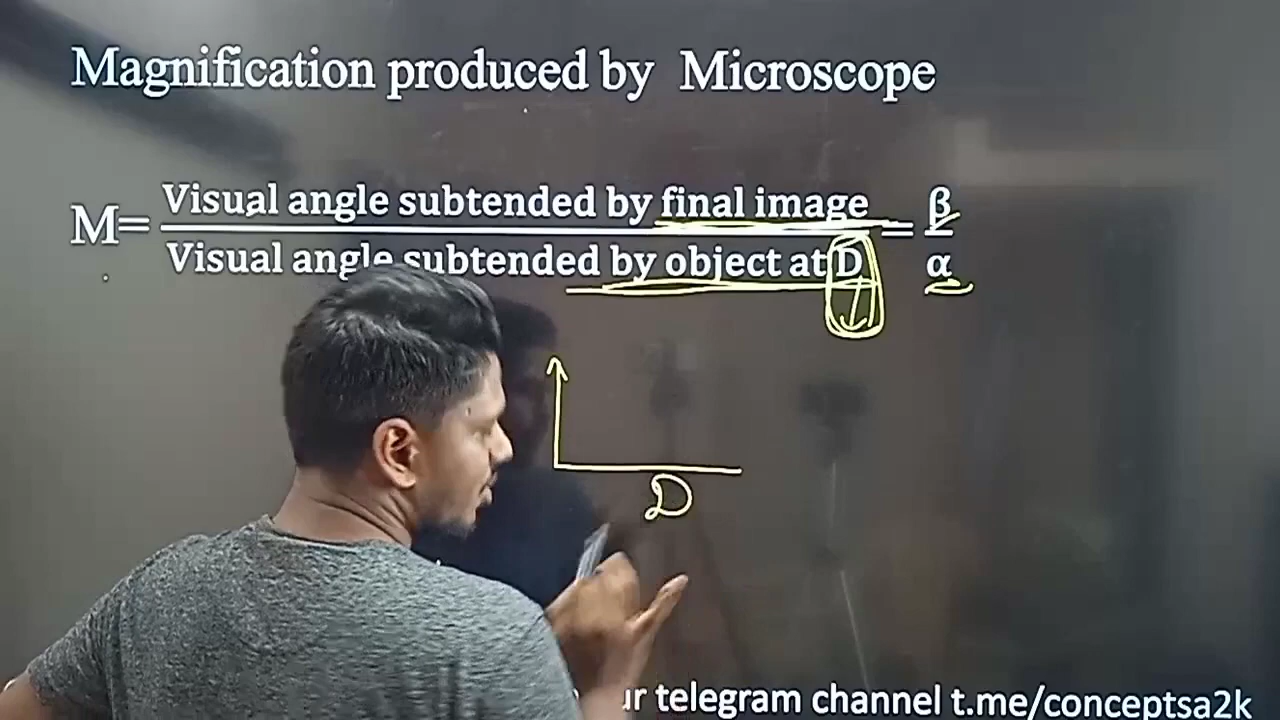 Magnification produced by Microscope
M= Visual angle subtended by final image = β
Visual angle subtended by object at D α
D
telegram channel t.me/conceptsa2k